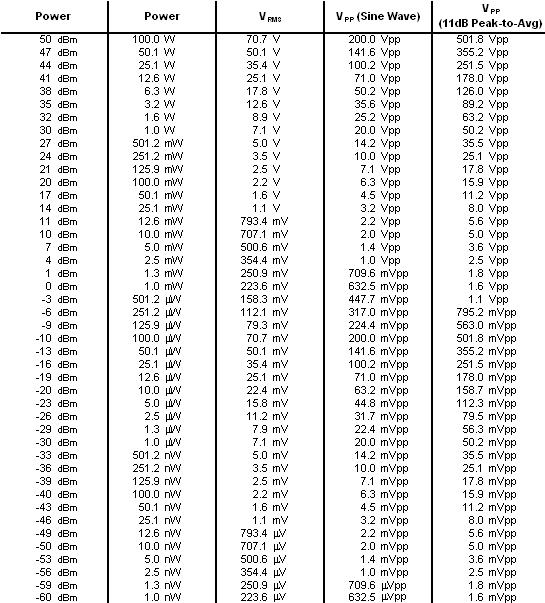 Power Power V RMS V PP (Sine Wave) V PP (11dB Peak-to-Avg)
50 dBm 100.0 W 70.7 V 200.0 Vpp 501.8 Vpp
47 dBm 50.1 W 50.1 V 141.6 Vpp 355.2 Vpp
44 dBm 25.1 W 35.4 V 100.2 Vpp 251.5 Vpp
41 dBm 12.6 W 25.1 V 71.0 Vpp 178.0 Vpp
38 dBm 6.3 W 17.8 V 50.2 Vpp 126.0 Vpp
35 dBm 3.2 W 12.6 V 35.6 Vpp 89.2 Vpp
32 dBm 1.6 W 8.9 V 25.2 Vpp 63.2 Vpp
30 dBm 1.0 W 7.1 V 20.0 Vpp 50.2 Vpp
27 dBm 501.2 mW 5.0 V 14.2 Vpp 35.5 Vpp
24 dBm 251.2 mW 3.5 V 10.0 Vpp 25.1 Vpp
21 dBm 125.9 mW 2.5 V 7.1 Vpp 17.8 Vpp
20 dBm 100.0 mW 2.2 V 6.3 Vpp 15.9 Vpp
17 dBm 50.1 mW 1.6 V 4.5 Vpp 11.2 Vpp
14 dBm 25.1 mW 1.1 V 3.2 Vpp 8.0 Vpp
11 dBm 12.6 mW 793.4 mV 2.2 Vpp 5.6 Vpp
10 dBm 10.0 mW 707.1 mV 2.0 Vpp 5.0 Vpp
7 dBm 5.0 mW 500.6 mV 1.4 Vpp 3.6 Vpp
4 dBm 2.5 mW 354.4 mV 1.0 Vpp 2.5 Vpp
1 dBm 1.3 mW 250.9 mV 709.6 mVpp 1.8 Vpp
0 dBm 1.0 mW 223.6 mV 632.5 mVpp 1.6 Vpp
-3 dBm 501.2 µW 158.3 mV 447.7 mVpp 1.1 Vpp
-6 dBm 251.2 µW 112.1 mV 317.0 mVpp 795.2 mVpp
-9 dBm 125.9 µW 79.3 mV 224.4 mVpp 563.0 mVpp
-10 dBm 100.0 µW 70.7 mV 200.0 mVpp 501.8 mVpp
-13 dBm 50.1 µW 50.1 mV 141.6 mVpp 355.2 mVpp
-16 dBm 25.1 µW 35.4 mV 100.2 mVpp 251.5 mVpp
-19 dBm 12.6 µW 25.1 mV 71.0 mVpp 178.0 mVpp
-20 dBm 10.0 µW 22.4 mV 63.2 mVpp 158.7 mVpp
-23 dBm 5.0 µW 15.8 mV 44.8 mVpp 112.3 mVpp
-26 dBm 2.5 µW 11.2 mV 31.7 mVpp 79.5 mVpp
-29 dBm 1.3 µW 7.9 mV 22.4 mVpp 56.3 mVpp
-30 dBm 1.0 µW 7.1 mV 20.0 mVpp 50.2 mVpp
-33 dBm 501.2 nW 5.0 mV 14.2 mVpp 35.5 mVpp
-36 dBm 251.2 nW 3.5 mV 10.0 mVpp 25.1 mVpp
-39 dBm 125.9 nW 2.5 mV 7.1 mVpp 17.8 mVpp
-40 dBm 100.0 nW 2.2 mV 6.3 mVpp 15.9 mVpp
-43 dBm 50.1 nW 1.6 mV 4.5 mVpp 11.2 mVpp
-46 dBm 25.1 nW 1.1 mV 3.2 mVpp 8.0 mVpp
-49 dBm 12.6 nW 793.4 µV 2.2 mVpp 5.6 mVpp
-50 dBm 10.0 nW 707.1 µV 2.0 mVpp 5.0 mVpp
-53 dBm 5.0 nW 500.6 µV 1.4 mVpp 3.6 mVpp
-56 dBm 2.5 nW 354.4 µV 1.0 mVpp 2.5 mVpp
-59 dBm 1.3 nW 250.9 µV 709.6 µVpp 1.8 mVpp
-60 dBm 1.0 nW 223.6 µV 632.5 µVpp 1.6 mVpp